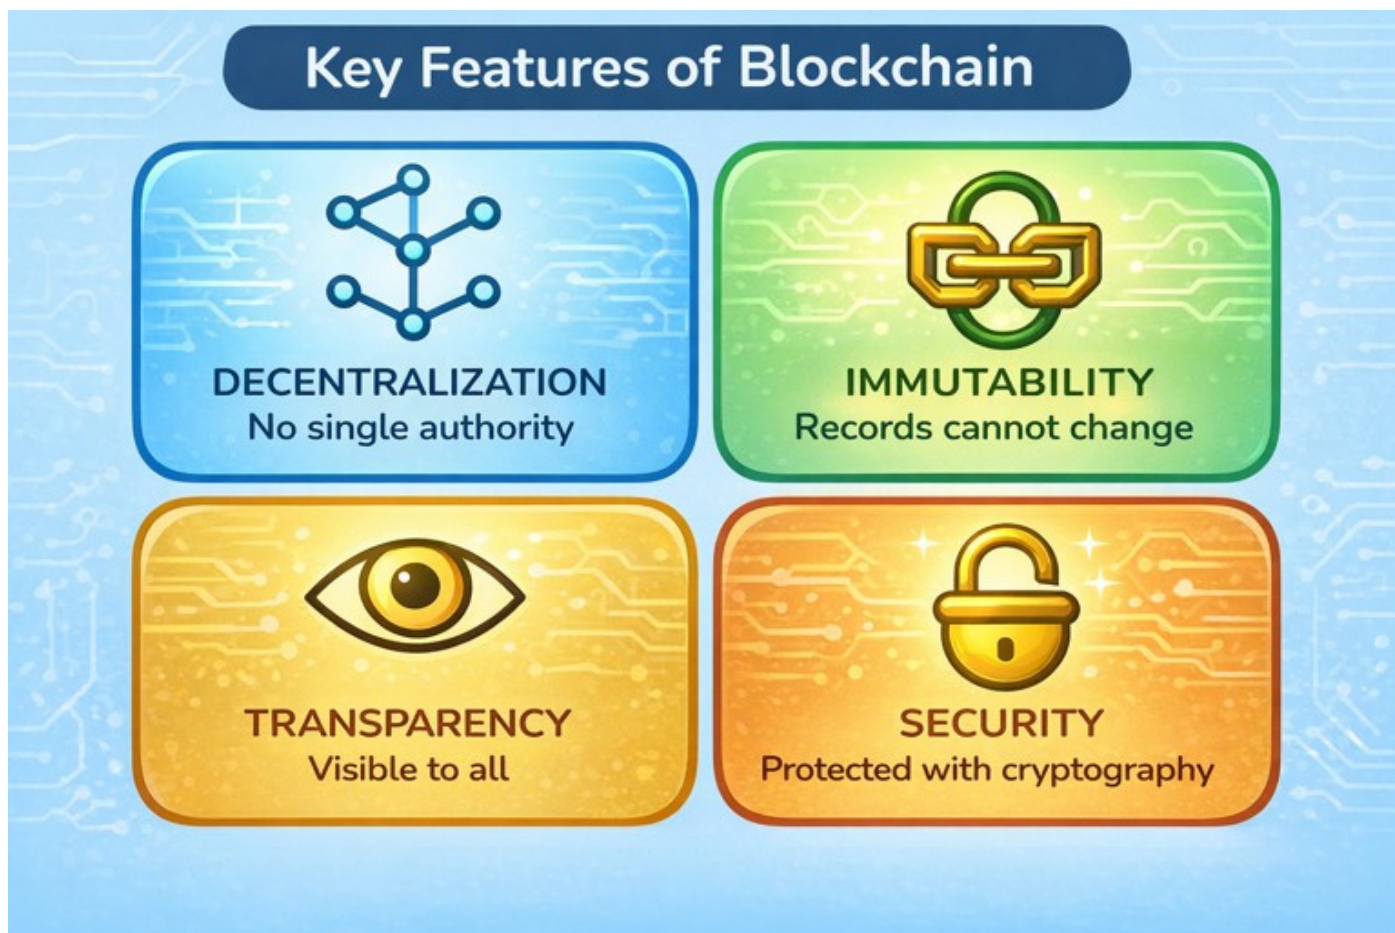 Key Features of Blockchain
DECENTRALIZATION
No single authority
IMMUTABILITY
Records cannot change
TRANSPARENCY
Visible to all
SECURITY
Protected with cryptography